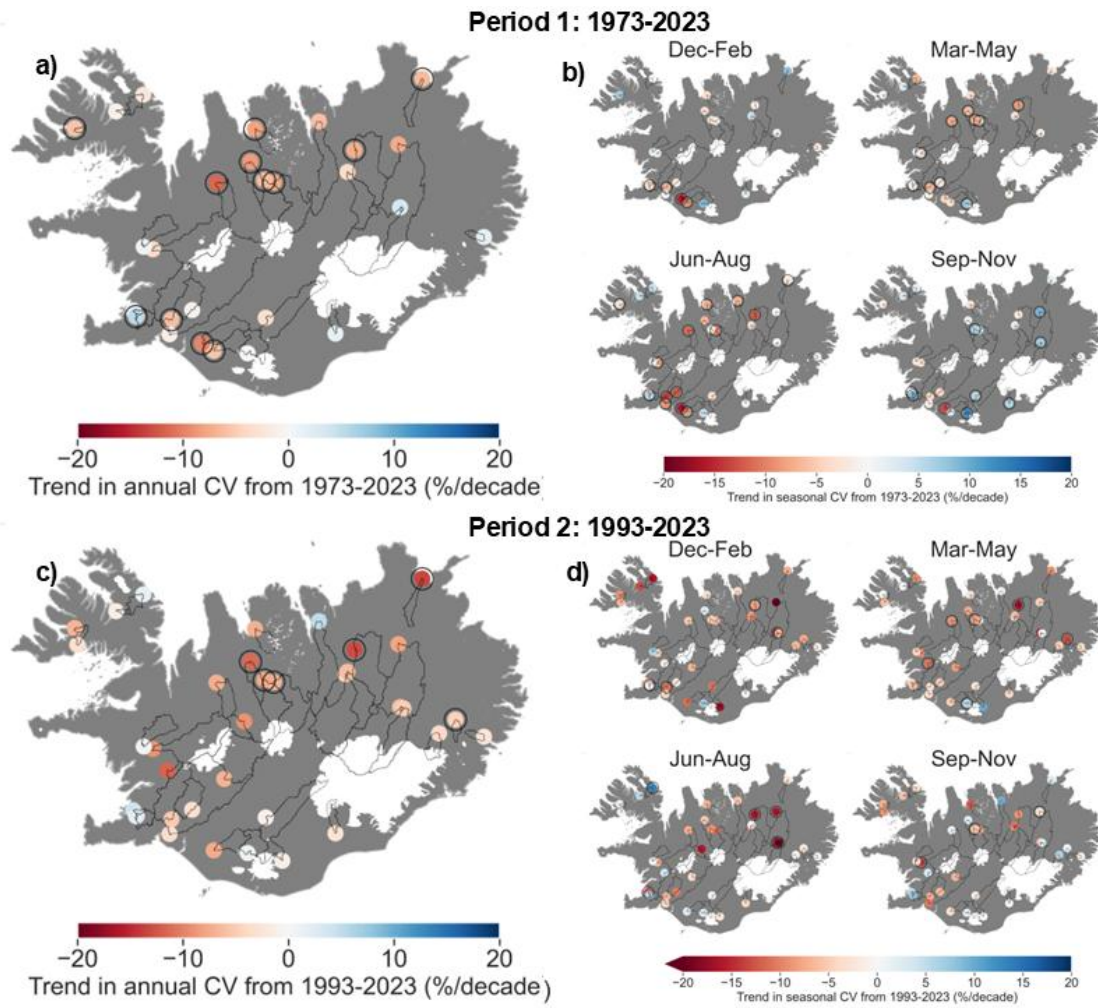 Period 1: 1973-2023
a)
−20 −10 0 10 20
Trend in annual CV from 1973-2023 (%/decade)
b)
Dec-Feb Mar-May
Jun-Aug Sep-Nov
−20 −15 −10 −5 0 5 10 15 20
Trend in seasonal CV from 1973-2023 (%/decade)
Period 2: 1993-2023
c)
−20 −10 0 10 20
Trend in annual CV from 1993-2023 (%/decade)
d)
Dec-Feb Mar-May
Jun-Aug Sep-Nov
−20 −15 −10 −5 0 5 10 15 20
Trend in seasonal CV from 1993-2023 (%/decade)